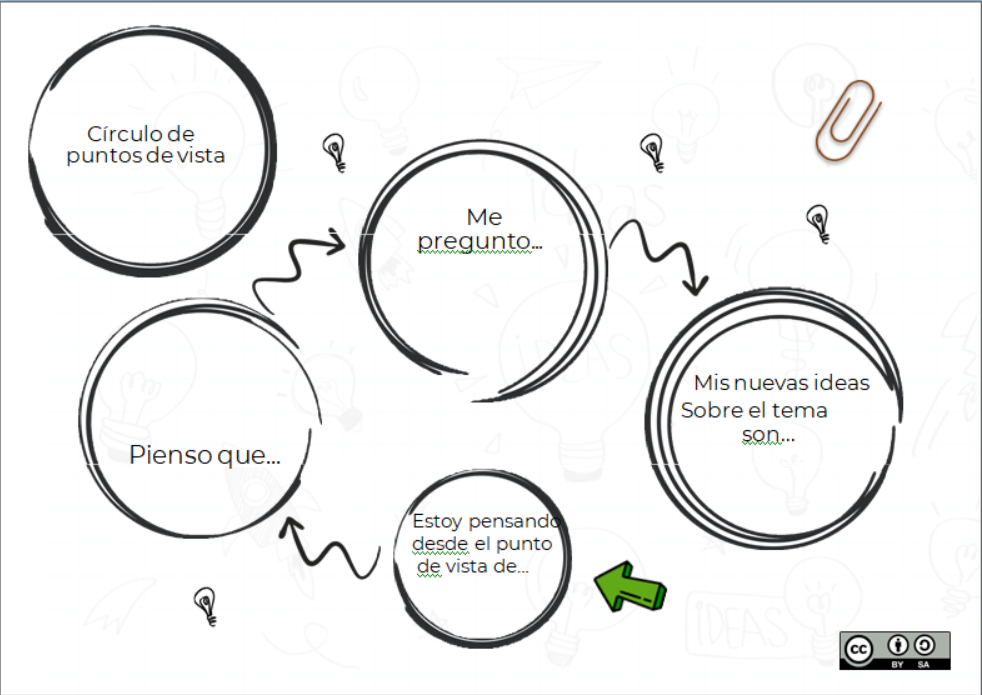 Círculo de
puntos de vista
Me
pregunto...
Mis nuevas ideas
Sobre el tema
son...
Pienso que...
Estoy pensando
desde el punto
de vista de...
Ideas
IDEAS
IDEAS
cc
BY SA